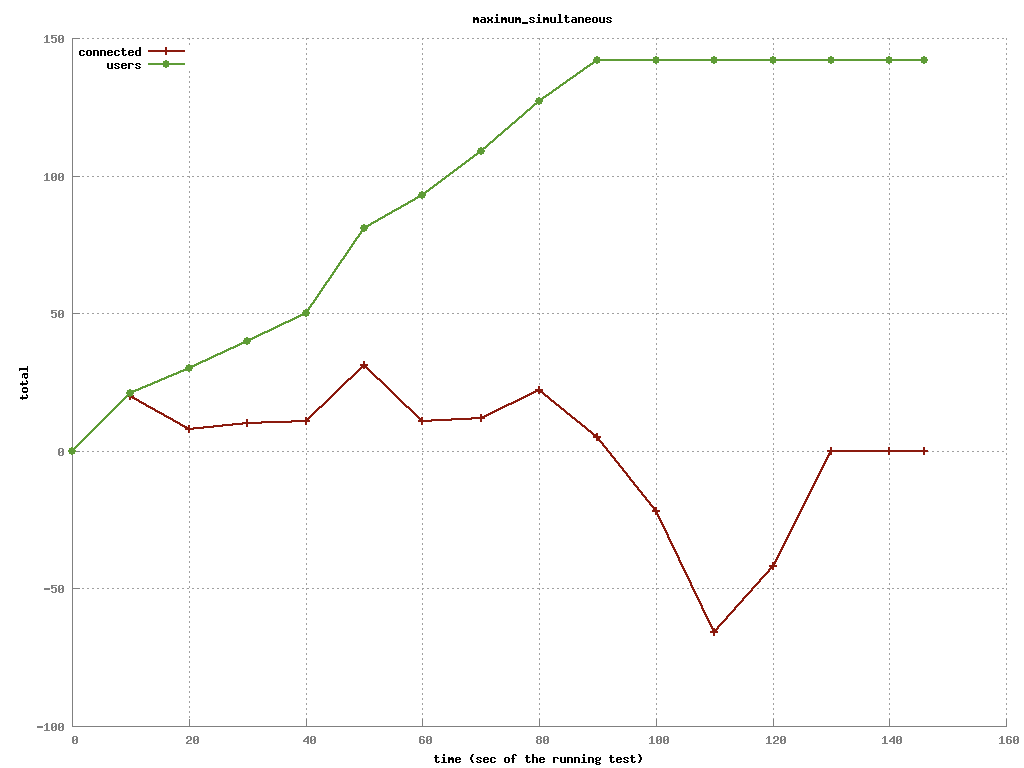 maximum_simultaneous
connected
users
150
100
50
0
-50
-100
total
0 20 40 60 80 100 120 140 160
time (sec of the running test)